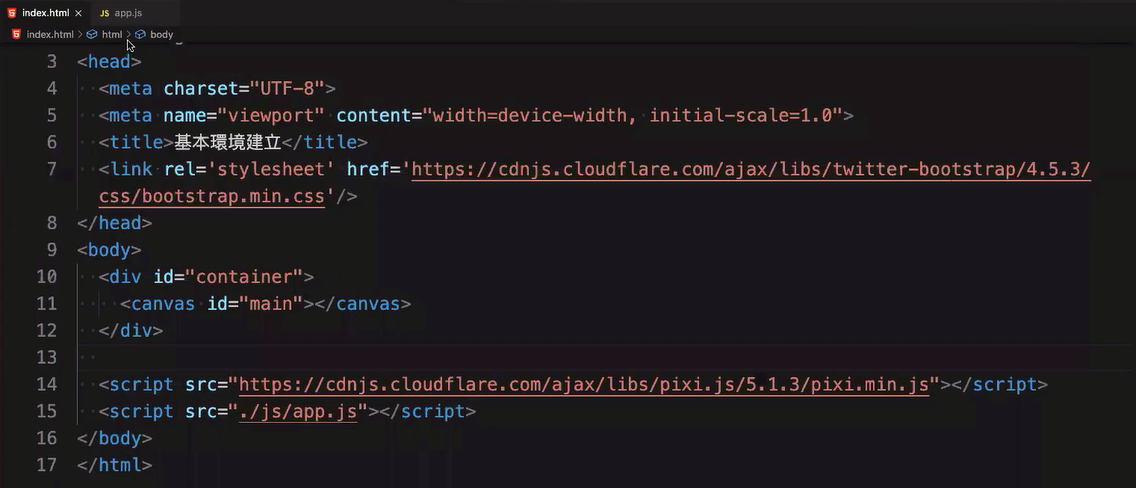 index.html
JS app.js
index.html > html > body
3 <head>
4 <meta charset="UTF-8">
5 <meta name="viewport" content="width=device-width, initial-scale=1.0">
6 <title>基本環境建立</title>
7 <link rel='stylesheet' href='https://cdnjs.cloudflare.com/ajax/libs/twitter-bootstrap/4.5.3/
css/bootstrap.min.css'/>
8 </head>
9 <body>
10 <div id="container">
11 <canvas id="main"></canvas>
12 </div>
13
14 <script src="https://cdnjs.cloudflare.com/ajax/libs/pixi.js/5.1.3/pixi.min.js"></script>
15 <script src="./js/app.js"></script>
16 </body>
17 </html>